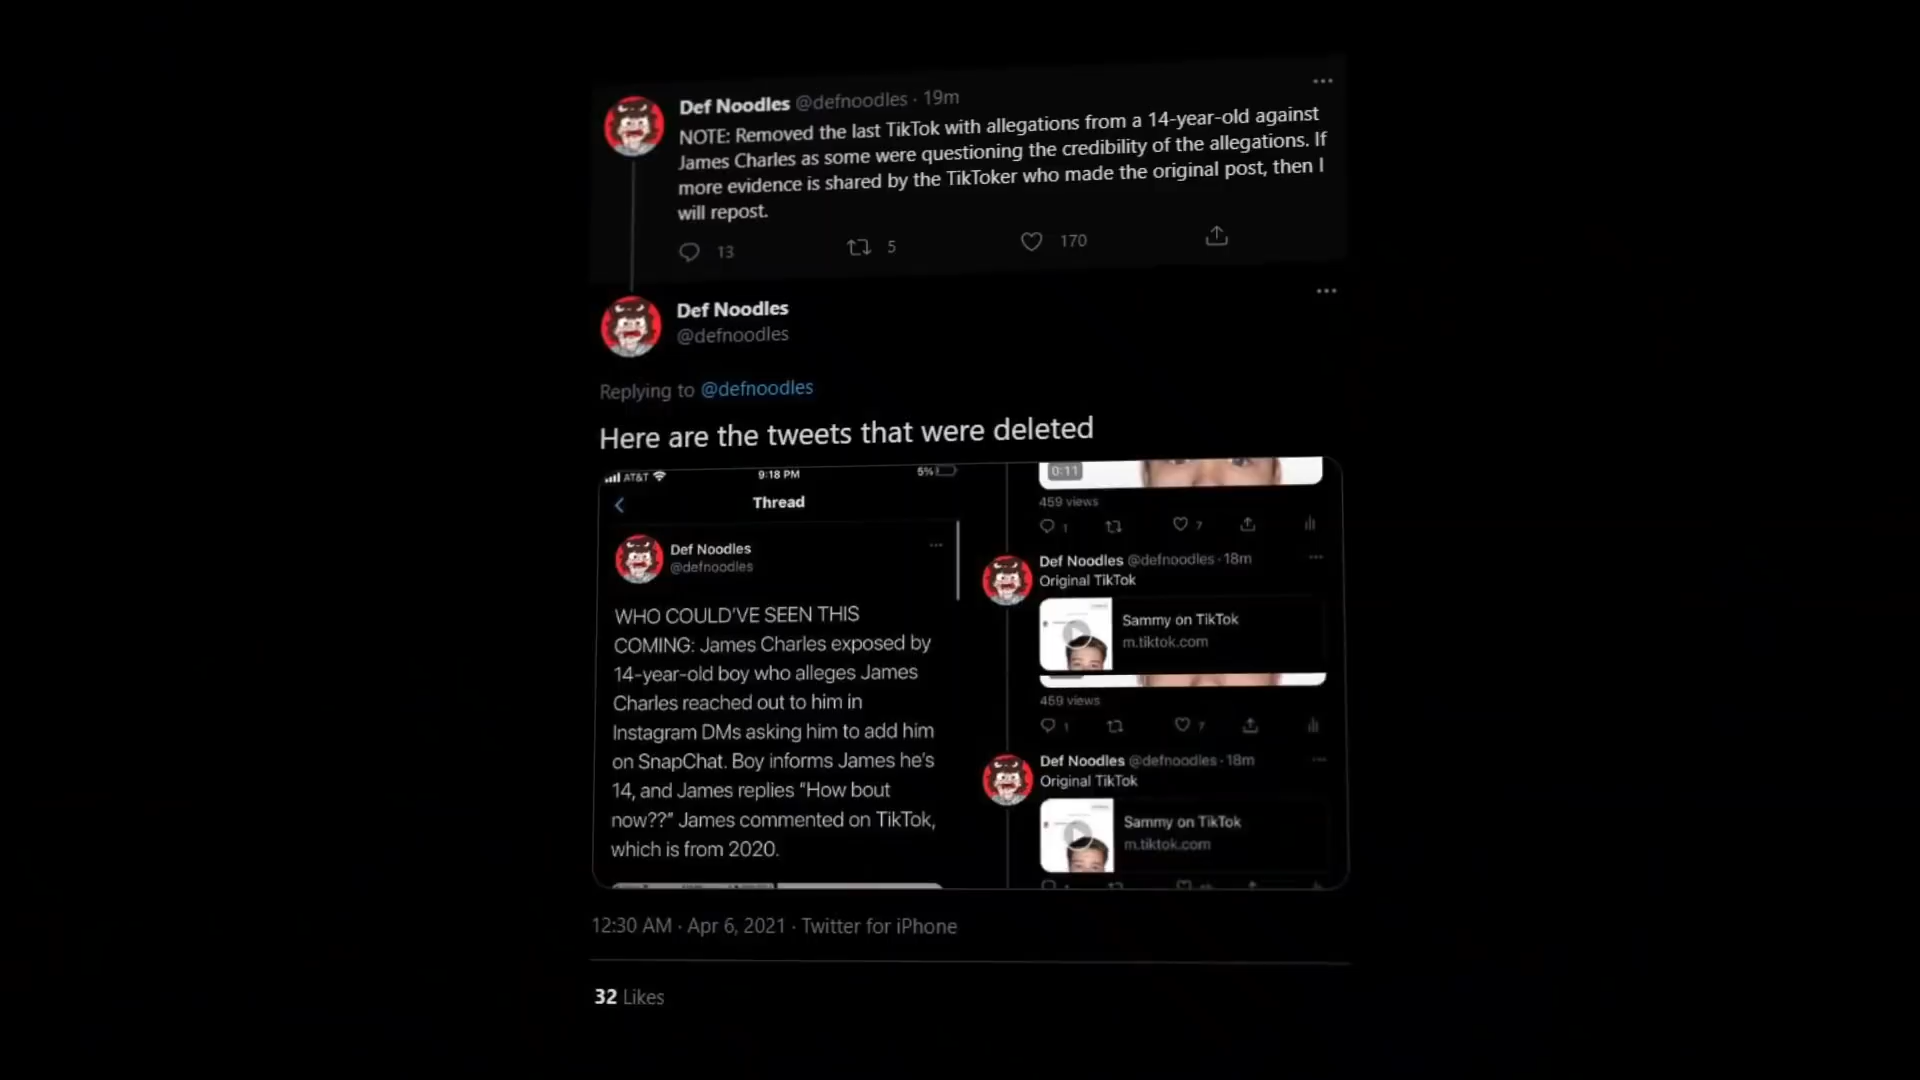 Def Noodles @defnoodles · 19m
NOTE: Removed the last TikTok with allegations from a 14-year-old against
James Charles as some were questioning the credibility of the allegations. If
more evidence is shared by the TikToker who made the original post, then I
will repost.
13 5 170
Def Noodles
@defnoodles
Replying to @defnoodles
Here are the tweets that were deleted
AT&T 9:18 PM 5%
Thread
Def Noodles
@defnoodles
WHO COULD'VE SEEN THIS
COMING: James Charles exposed by
14-year-old boy who alleges James
Charles reached out to him in
Instagram DMs asking him to add him
on SnapChat. Boy informs James he's
14, and James replies "How bout
now??" James commented on TikTok,
which is from 2020.
0:11
459 views
1 7
Def Noodles @defnoodles · 18m
Original TikTok
Sammy on TikTok
m.tiktok.com
459 views
1 7
Def Noodles @defnoodles · 18m
Original TikTok
Sammy on TikTok
m.tiktok.com
12:30 AM · Apr 6, 2021 · Twitter for iPhone
32 Likes